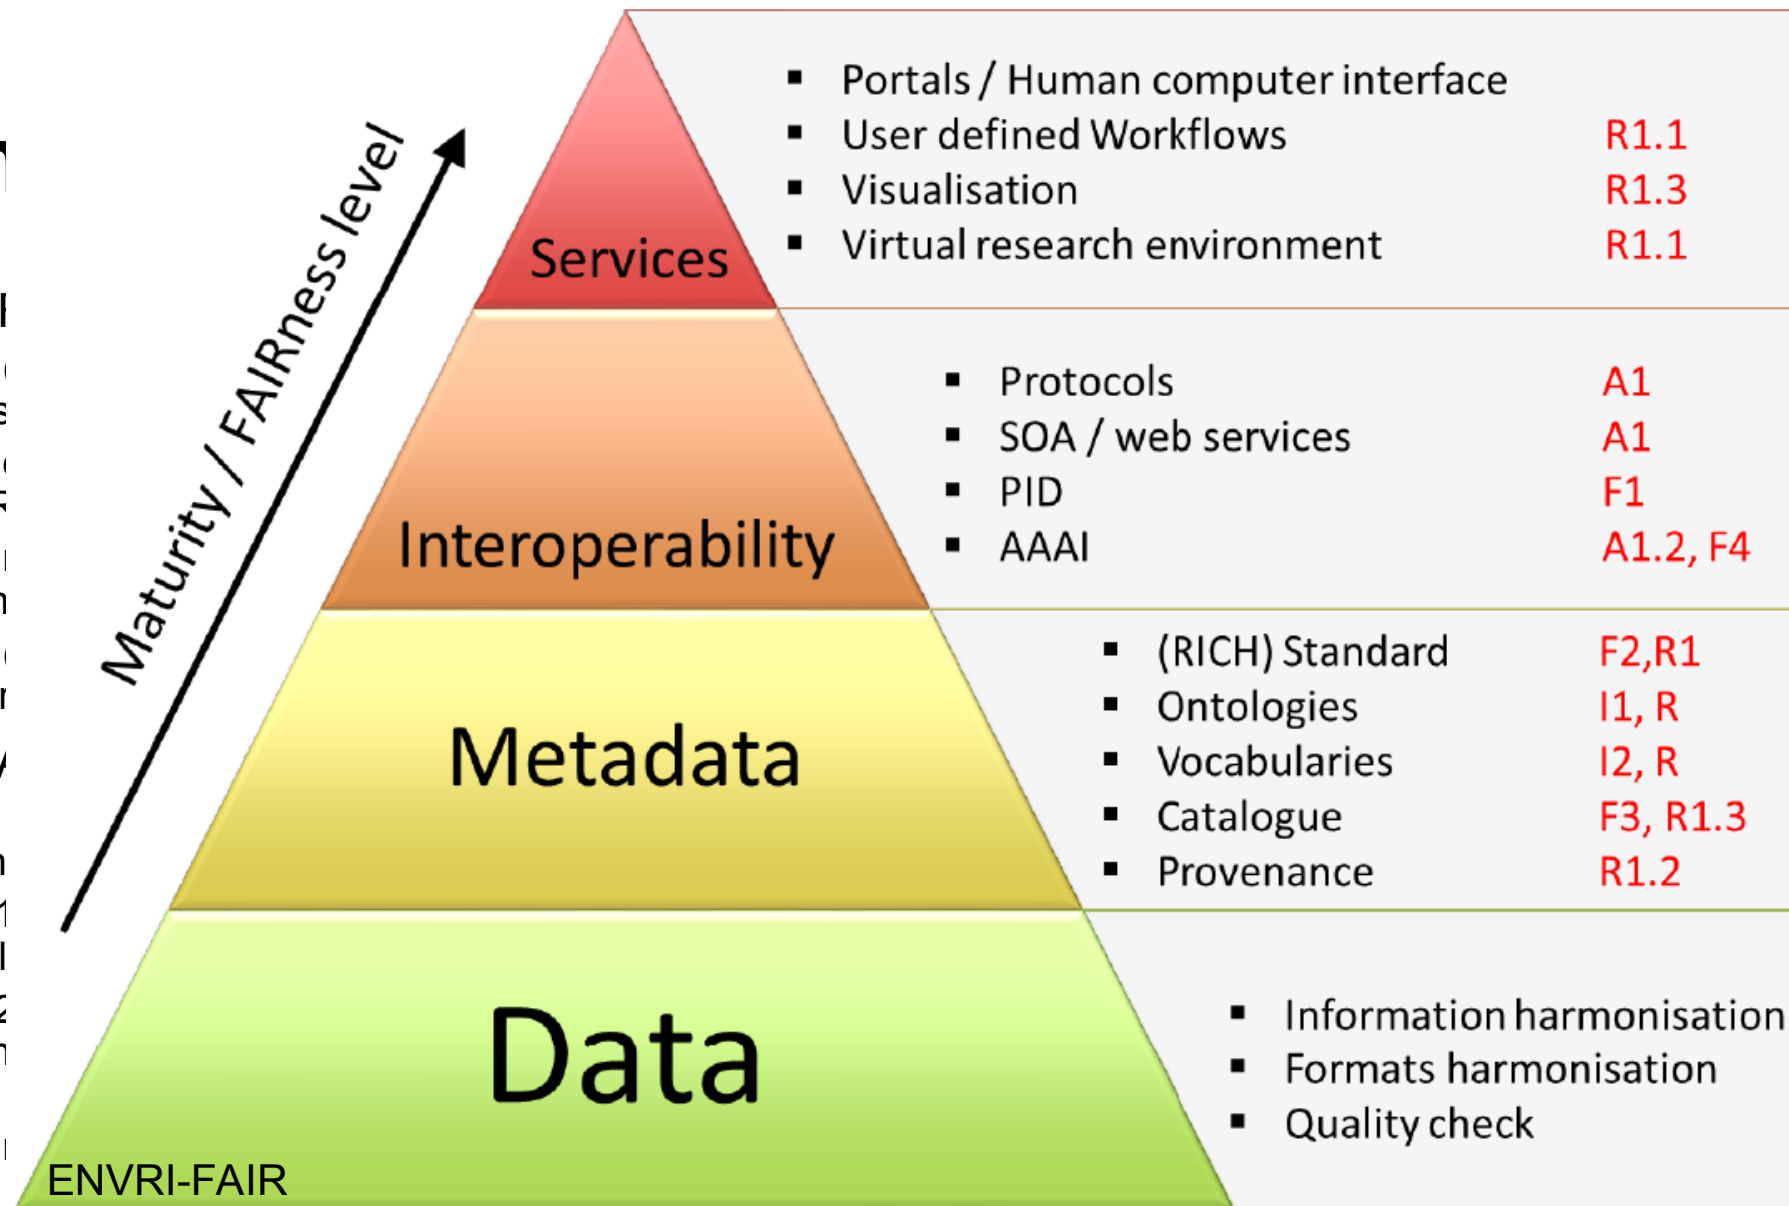 Portals / Human computer interface
User defined Workflows R1.1
Visualisation R1.3
Virtual research environment R1.1
Services
Maturity / FAIRness level
Protocols A1
SOA / web services A1
PID F1
AAAI A1.2, F4
Interoperability
(RICH) Standard F2,R1
Ontologies I1, R
Vocabularies I2, R
Catalogue F3, R1.3
Provenance R1.2
Metadata
Information harmonisation
Formats harmonisation
Quality check
Data
ENVRI-FAIR